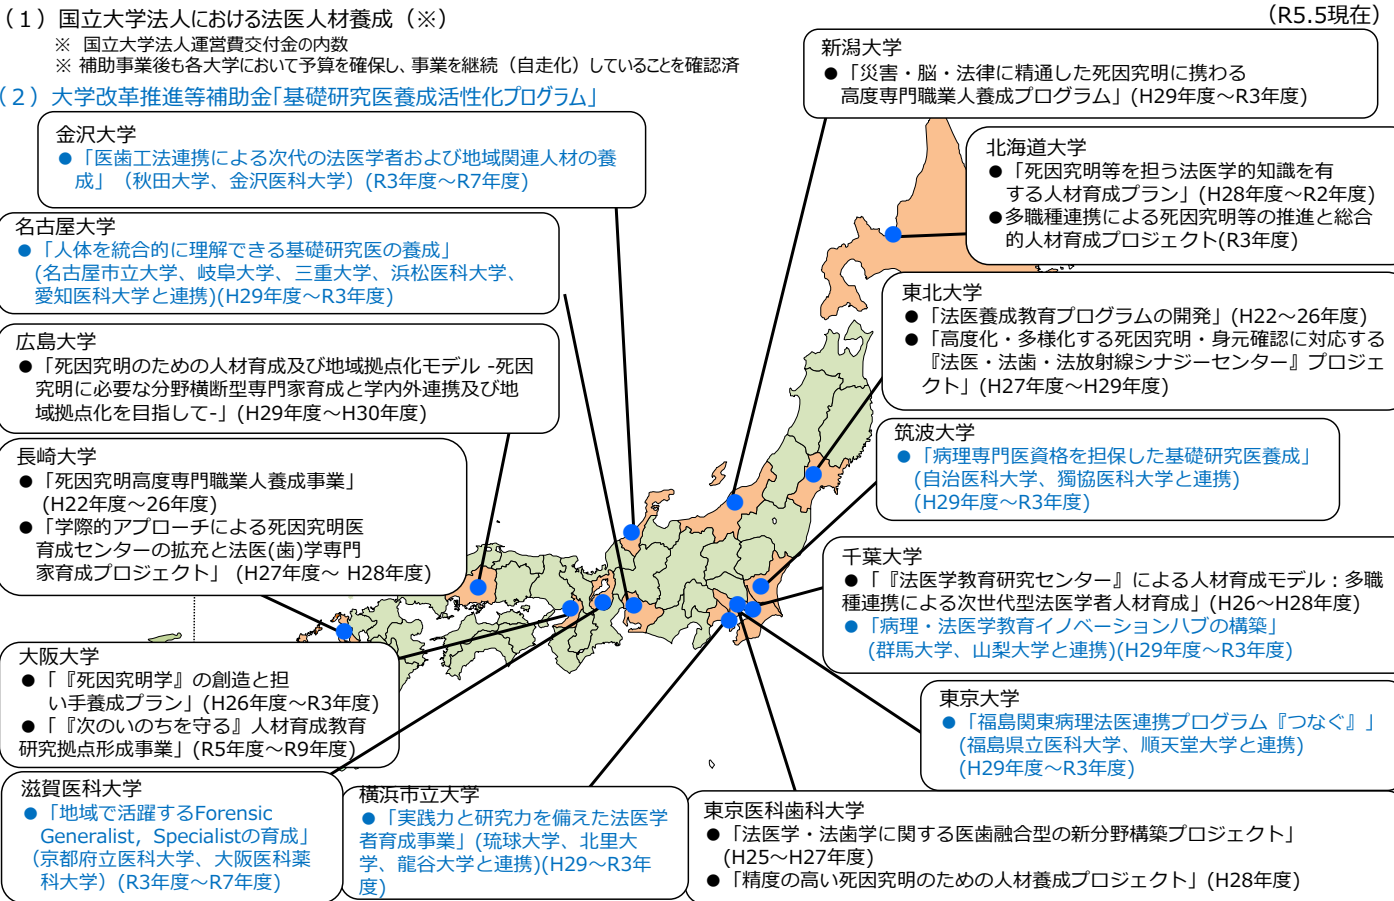 （1）国立大学法人における法医人材養成（※）
※ 国立大学法人運営費交付金の内数
※ 補助事業後も各大学において予算を確保し、事業を継続（自走化）していることを確認済
（2）大学改革推進等補助金「基礎研究医養成活性化プログラム」
（R5.5現在）
新潟大学
●「災害・脳・法律に精通した死因究明に携わる
高度専門職業人養成プログラム」(H29年度～R3年度)
金沢大学
●「医歯工法連携による次代の法医学者および地域関連人材の養
成」（秋田大学、金沢医科大学）(R3年度～R7年度)
北海道大学
●「死因究明等を担う法医学的知識を有
する人材育成プラン」(H28年度～R2年度)
●多職種連携による死因究明等の推進と総合
的人材育成プロジェクト(R3年度)
名古屋大学
●「人体を統合的に理解できる基礎研究医の養成」
(名古屋市立大学、岐阜大学、三重大学、浜松医科大学、
愛知医科大学と連携)(H29年度～R3年度)
東北大学
●「法医養成教育プログラムの開発」(H22～26年度)
●「高度化・多様化する死因究明・身元確認に対応する
『法医・法歯・法放射線シナジーセンター』プロジェ
クト」(H27年度～H29年度)
広島大学
●「死因究明のための人材育成及び地域拠点化モデル -死因
究明に必要な分野横断型専門家育成と学内外連携及び地
域拠点化を目指して-」(H29年度～H30年度)
筑波大学
●「病理専門医資格を担保した基礎研究医養成」
(自治医科大学、獨協医科大学と連携)
(H29年度～R3年度)
長崎大学
●「死因究明高度専門職業人養成事業」
(H22年度～26年度)
●「学際的アプローチによる死因究明医
育成センターの拡充と法医(歯)学専門
家育成プロジェクト」 (H27年度～ H28年度)
千葉大学
●「『法医学教育研究センター』による人材育成モデル：多職
種連携による次世代型法医学者人材育成」(H26～H28年度)
●「病理・法医学教育イノベーションハブの構築」
(群馬大学、山梨大学と連携)(H29年度～R3年度)
大阪大学
●「『死因究明学』の創造と担
い手養成プラン」(H26年度～R3年度)
●「『次のいのちを守る』人材育成教育
研究拠点形成事業」(R5年度～R9年度)
東京大学
●「福島関東病理法医連携プログラム『つなぐ』」
(福島県立医科大学、順天堂大学と連携)
(H29年度～R3年度)
滋賀医科大学
●「地域で活躍するForensic
Generalist, Specialistの育成」
（京都府立医科大学、大阪医科薬
科大学）(R3年度～R7年度)
横浜市立大学
●「実践力と研究力を備えた法医学
者育成事業」(琉球大学、北里大
学、龍谷大学と連携)(H29～R3年
度)
東京医科歯科大学
●「法医学・法歯学に関する医歯融合型の新分野構築プロジェクト」
(H25～H27年度)
●「精度の高い死因究明のための人材養成プロジェクト」(H28年度)